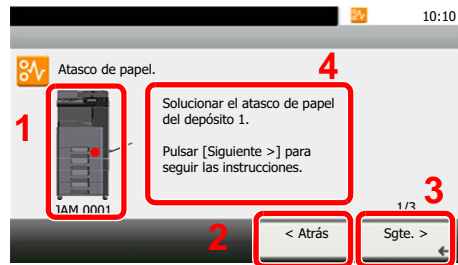 10:10
Atasco de papel.
4
1
Solucionar el atasco de papel
del depósito 1.
Pulsar [Siguiente >] para
seguir las instrucciones.
JAM 0001
1/3
3
2
< Atrás
Sgte. >